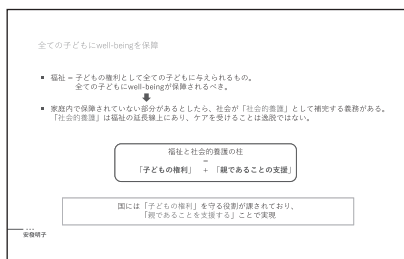 全ての子どもにwell-beingを保障
▪ 福祉 = 子どもの権利として全ての子どもに与えられるもの。
全ての子どもにwell-beingが保障されるべき。
▪ 家庭内で保障されていない部分があるとしたら、社会が「社会的養護」として補完する義務がある。
「社会的養護」は福祉の延長線上にあり、ケアを受けることは逸脱ではない。
福祉と社会的養護の柱
=
「子どもの権利」 + 「親であることの支援」
国には「子どもの権利」を守る役割が課されており、
「親であることを支援する」ことで実現
安發明子